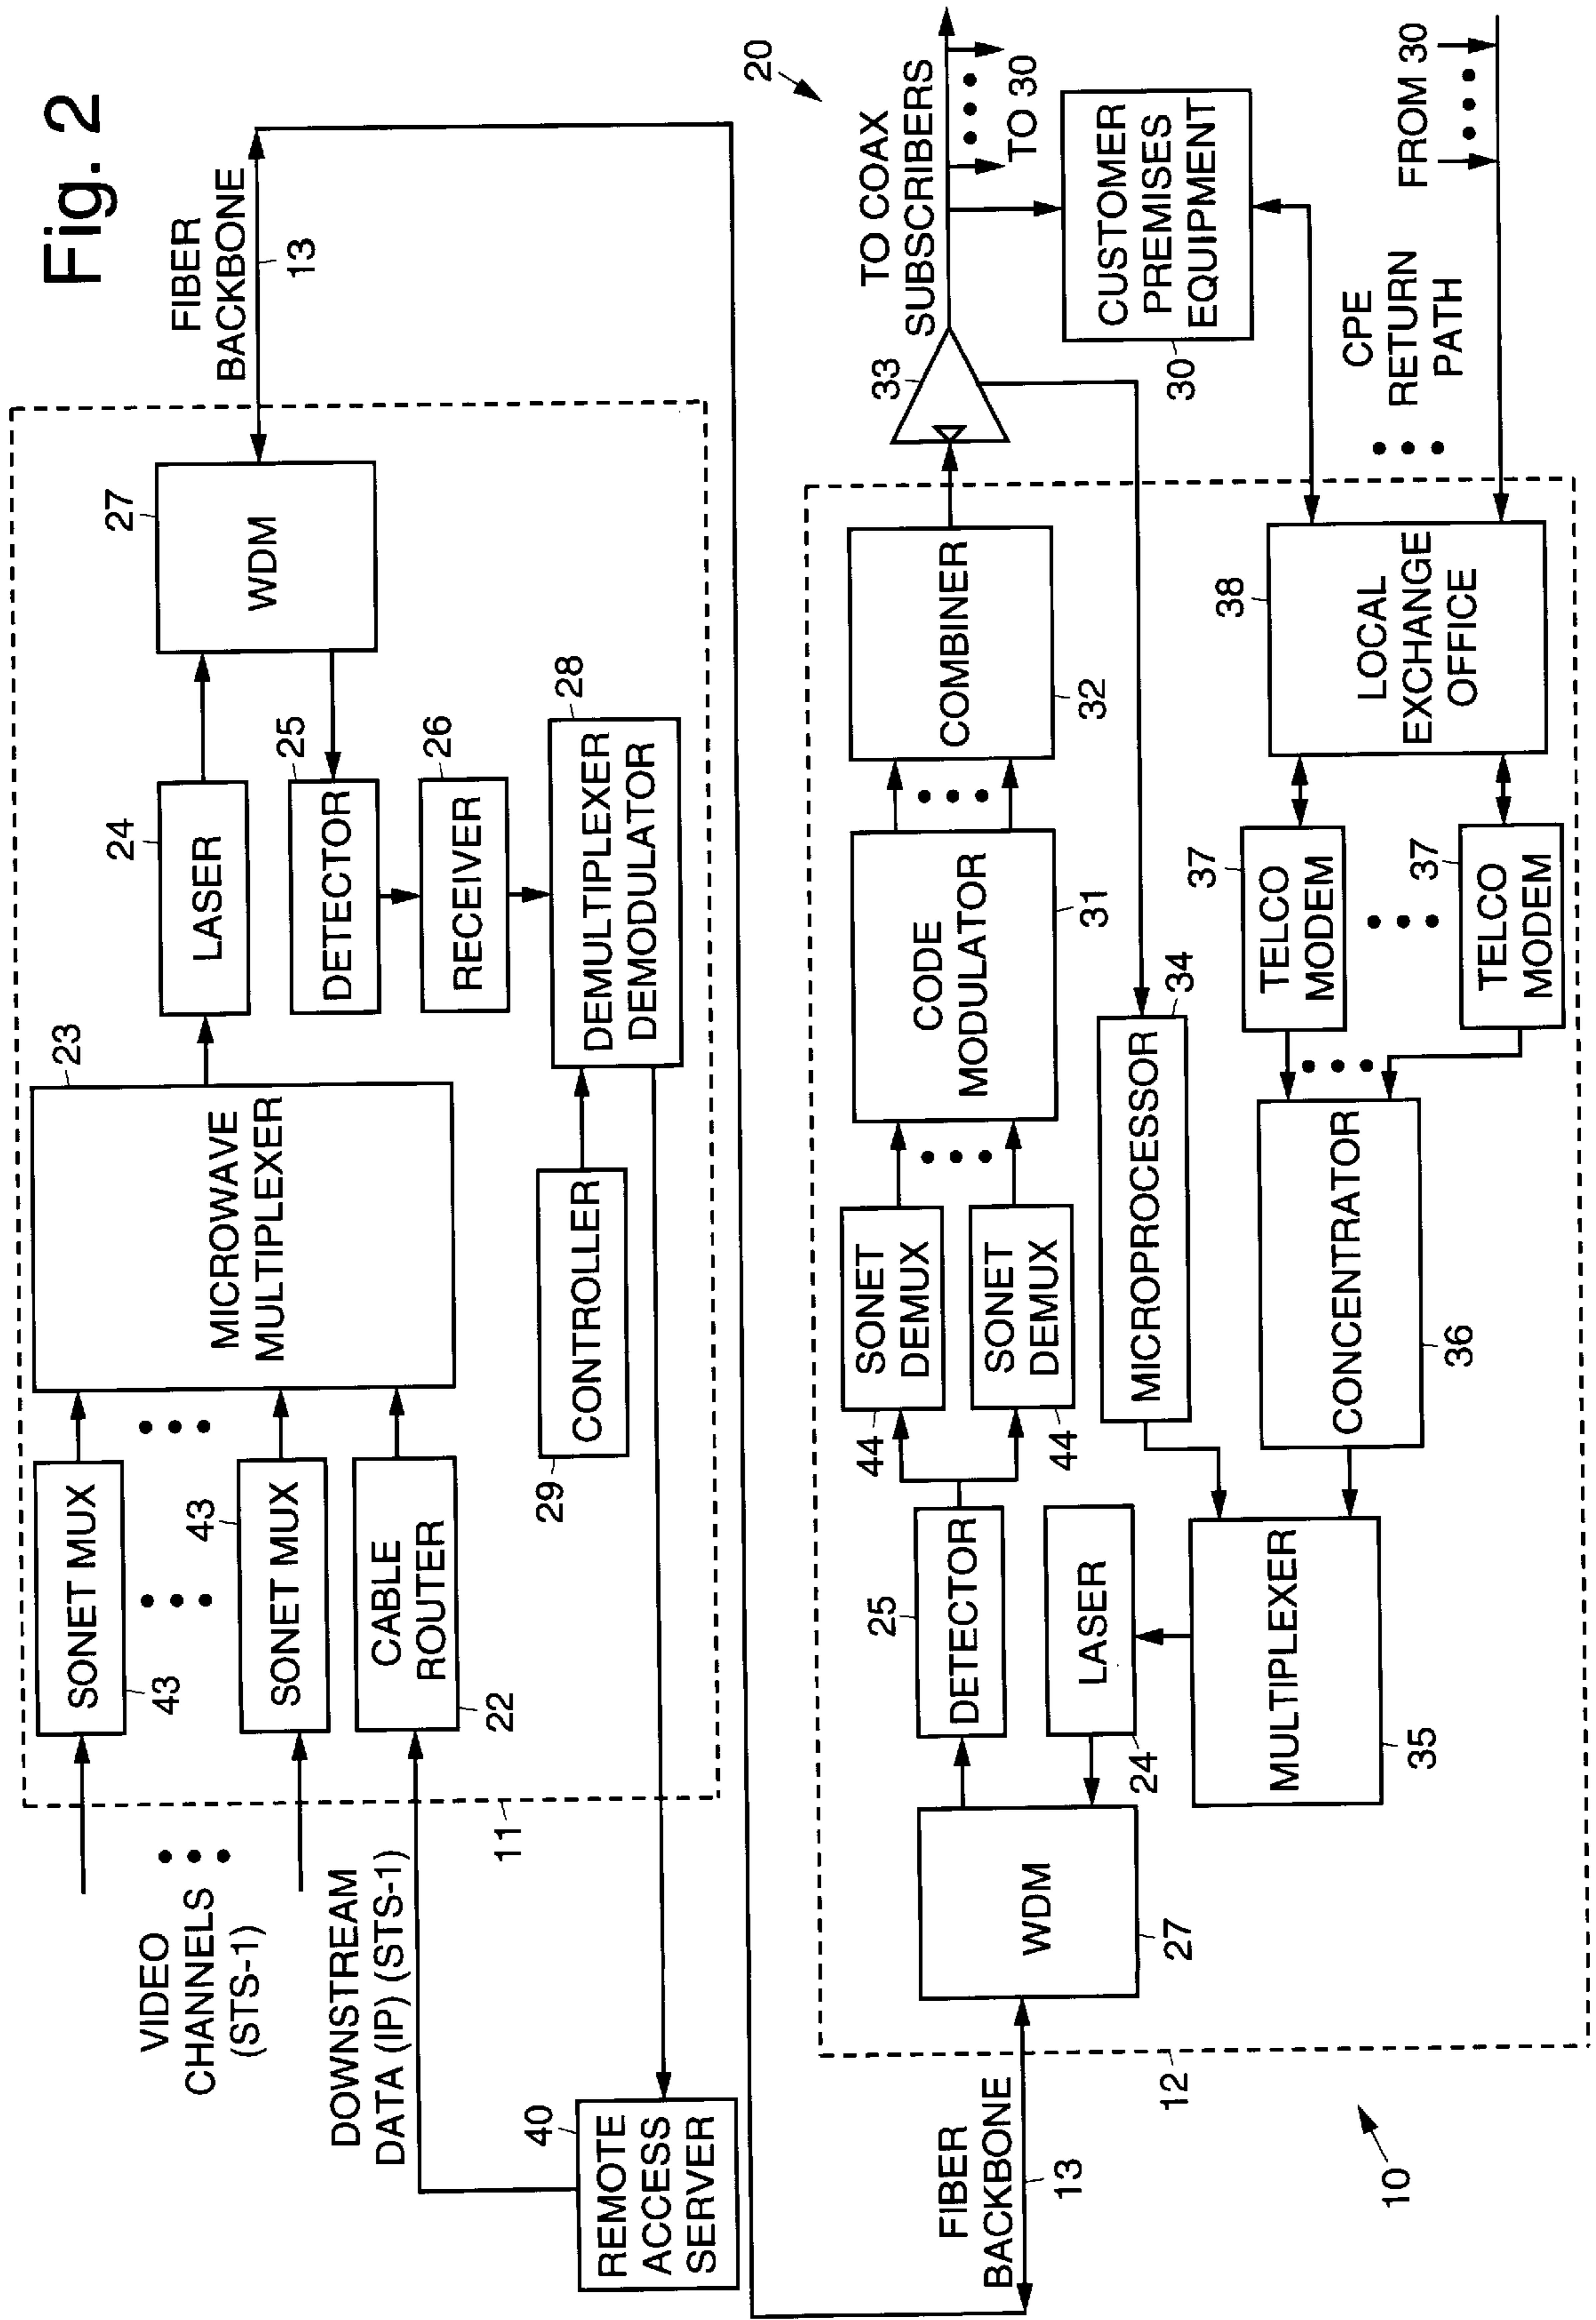 Fig. 2
VIDEO
CHANNELS
(STS-1)
DOWNSTREAM
DATA (IP) (STS-1)
40
REMOTE
ACCESS
SERVER
11
SONET MUX
43
43
SONET MUX
CABLE
ROUTER
22
23
MICROWAVE
MULTIPLEXER
29
CONTROLLER
24
LASER
25
DETECTOR
26
RECEIVER
28
DEMULTIPLEXER
DEMODULATOR
27
WDM
FIBER
BACKBONE
13
FIBER
BACKBONE
13
10
12
WDM
27
25
DETECTOR
LASER
24
MULTIPLEXER
35
44
SONET
DEMUX
44
SONET
DEMUX
MICROPROCESSOR
34
CONCENTRATOR
36
CODE
MODULATOR
31
37
TELCO
MODEM
37
TELCO
MODEM
COMBINER
32
38
LOCAL
EXCHANGE
OFFICE
33
TO COAX
SUBSCRIBERS
TO 30
20
CUSTOMER
PREMISES
EQUIPMENT
30
CPE
RETURN
PATH
FROM 30